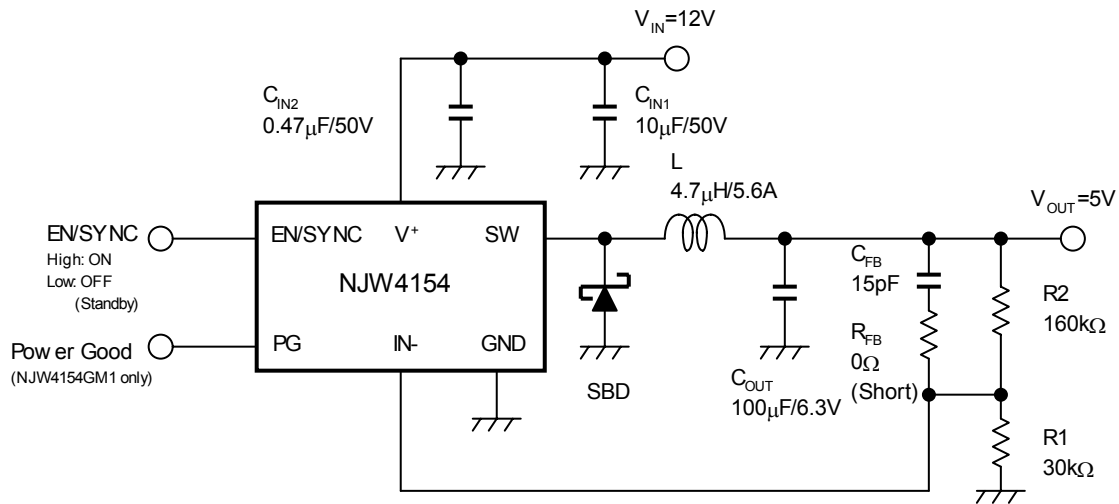 V_IN=12V
C_IN2
0.47μF/50V
C_IN1
10μF/50V
L
4.7μH/5.6A
V_OUT=5V
EN/SYNC
High: ON
Low: OFF
(Standby)
EN/SYNC V+ SW
NJW4154
PG IN- GND
Power Good
(NJW4154GM1 only)
SBD
C_OUT
100μF/6.3V
C_FB
15pF
R_FB
0Ω
(Short)
R2
160kΩ
R1
30kΩ